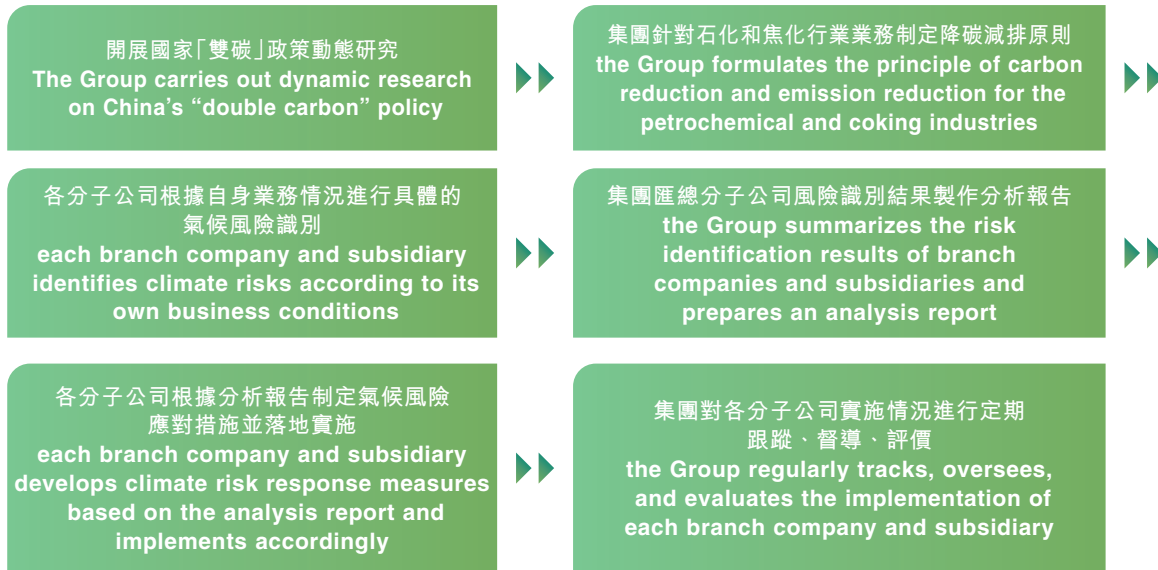 開展國家「雙碳」政策動態研究
The Group carries out dynamic research
on China's “double carbon” policy
集團針對石化和焦化行業業務制定降碳減排原則
the Group formulates the principle of carbon
reduction and emission reduction for the
petrochemical and coking industries
各分子公司根據自身業務情況進行具體的
氣候風險識別
each branch company and subsidiary
identifies climate risks according to its
own business conditions
集團匯總分子公司風險識別結果製作分析報告
the Group summarizes the risk
identification results of branch
companies and subsidiaries and
prepares an analysis report
各分子公司根據分析報告制定氣候風險
應對措施並落地實施
each branch company and subsidiary
develops climate risk response measures
based on the analysis report and
implements accordingly
集團對各分子公司實施情況進行定期
跟蹤、督導、評價
the Group regularly tracks, oversees,
and evaluates the implementation of
each branch company and subsidiary